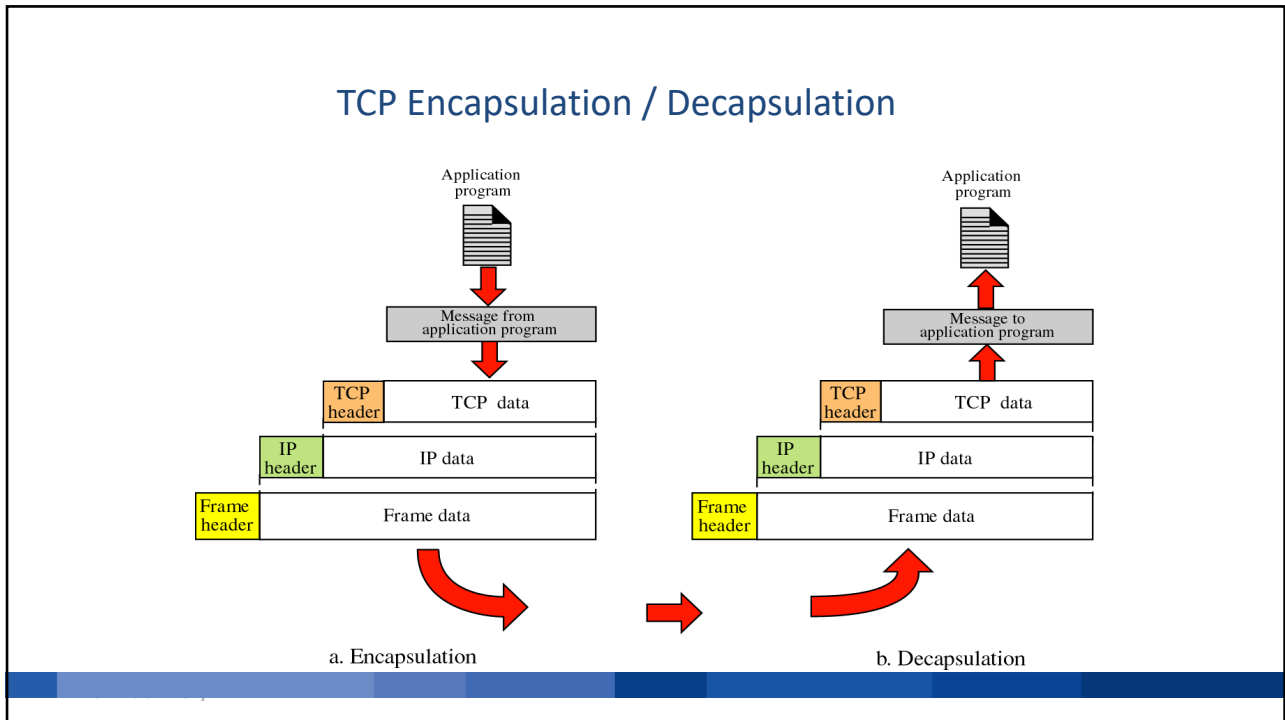 TCP Encapsulation / Decapsulation
Application
program
Message from
application program
TCP
header
TCP data
IP
header
IP data
Frame
header
Frame data
a. Encapsulation
Application
program
Message to
application program
TCP
header
TCP data
IP
header
IP data
Frame
header
Frame data
b. Decapsulation